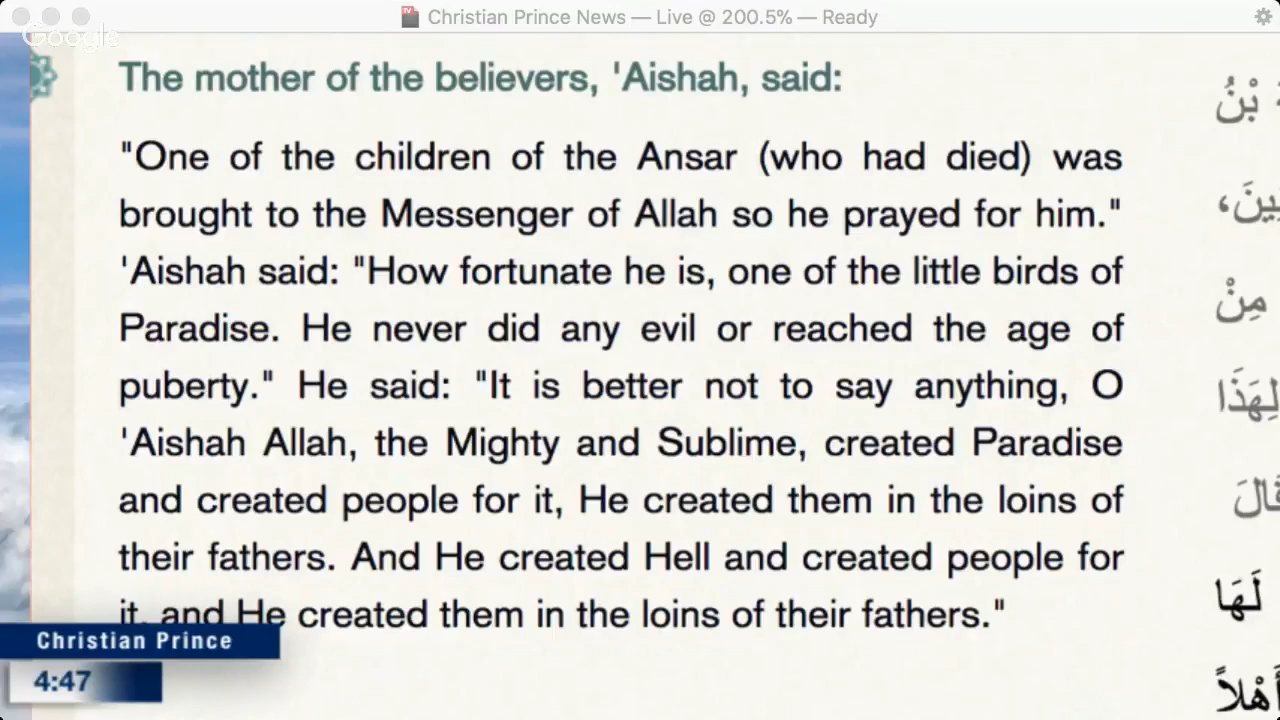 Christian Prince News — Live @ 200.5% — Ready
Google
The mother of the believers, 'Aishah, said:
"One of the children of the Ansar (who had died) was
brought to the Messenger of Allah so he prayed for him."
'Aishah said: "How fortunate he is, one of the little birds of
Paradise. He never did any evil or reached the age of
puberty." He said: "It is better not to say anything, O
'Aishah Allah, the Mighty and Sublime, created Paradise
and created people for it, He created them in the loins of
their fathers. And He created Hell and created people for
it, and He created them in the loins of their fathers."
بْنُ
مِنْ
لِهَذَا
لَهَا
أَهْلاً
Christian Prince
4:47